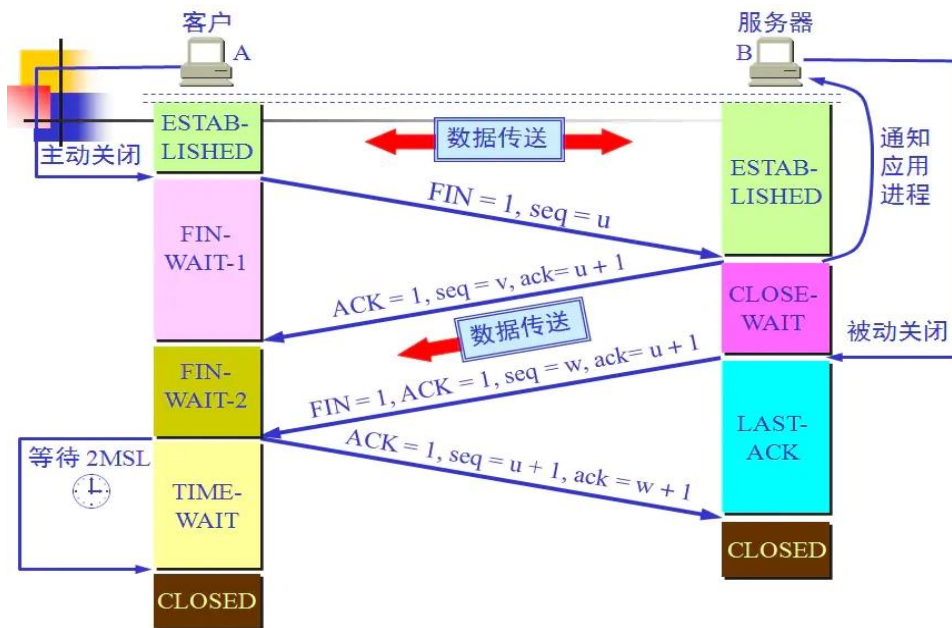 客户
A
服务器
B
ESTAB-
LISHED
数据传送
ESTAB-
LISHED
通知
应用
进程
主动关闭
FIN = 1, seq = u
FIN-
WAIT-1
ACK = 1, seq = v, ack= u + 1
CLOSE-
WAIT
数据传送
被动关闭
FIN-
WAIT-2
FIN = 1, ACK = 1, seq = w, ack= u + 1
LAST-
ACK
ACK = 1, seq = u + 1, ack = w + 1
等待 2MSL
TIME-
WAIT
CLOSED
CLOSED